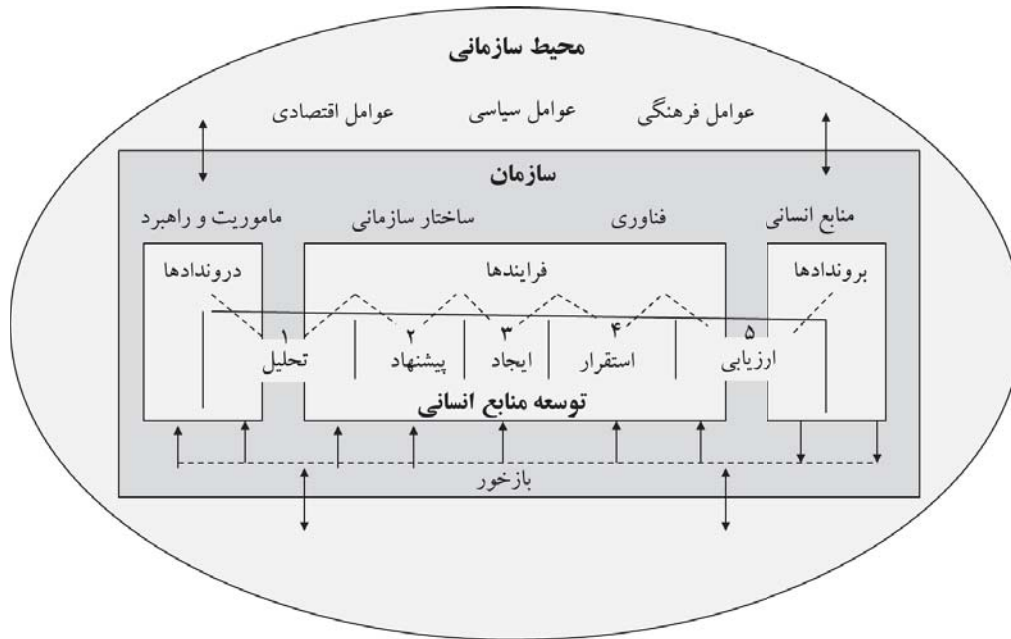 محیط سازمانی
عوامل فرهنگی عوامل سیاسی عوامل اقتصادی
سازمان
منابع انسانی فناوری ساختار سازمانی ماموریت و راهبرد
بروندادها فرایندها دروندادها
۱ ۲ ۳ ۴ ۵
تحلیل پیشنهاد ایجاد استقرار ارزیابی
توسعه منابع انسانی
بازخور